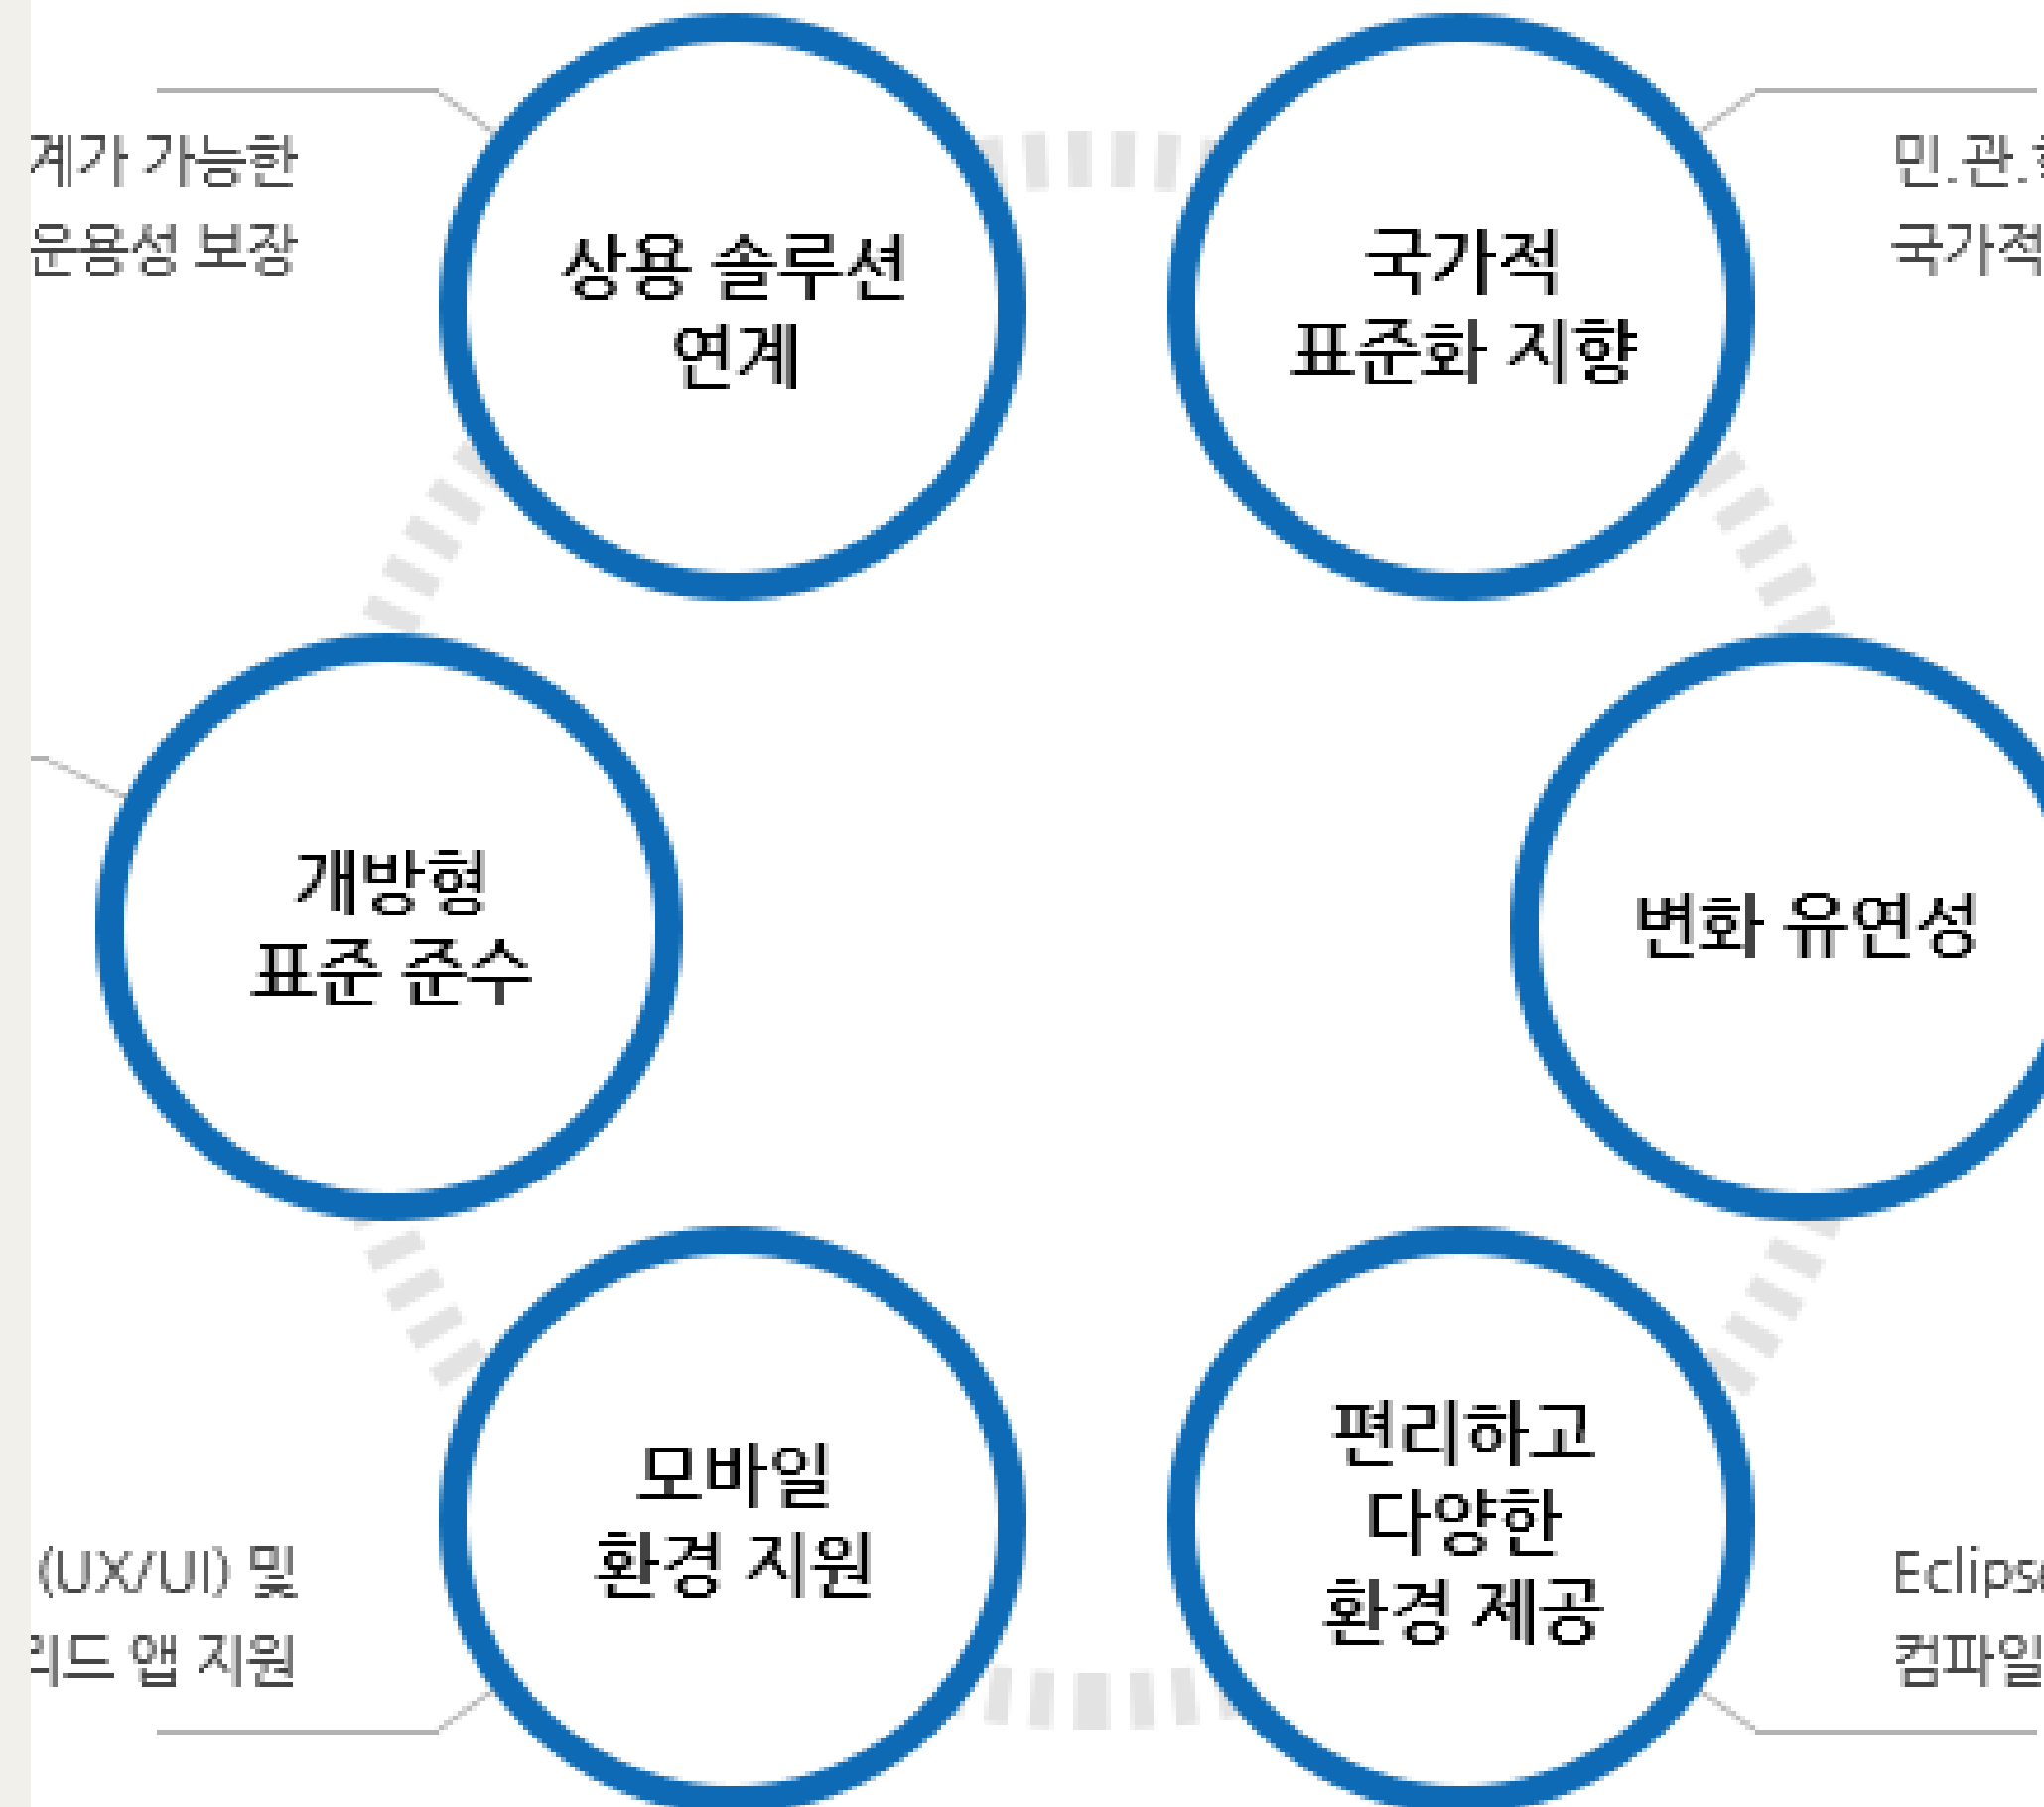 계가 가능한
운용성 보장
상용 솔루션
연계
국가적
표준화 지향
민.관.
국가적
개방형
표준 준수
변화 유연성
(UX/UI) 및
리드 앱 지원
모바일
환경 지원
편리하고
다양한
환경 제공
Eclipse
컴파일